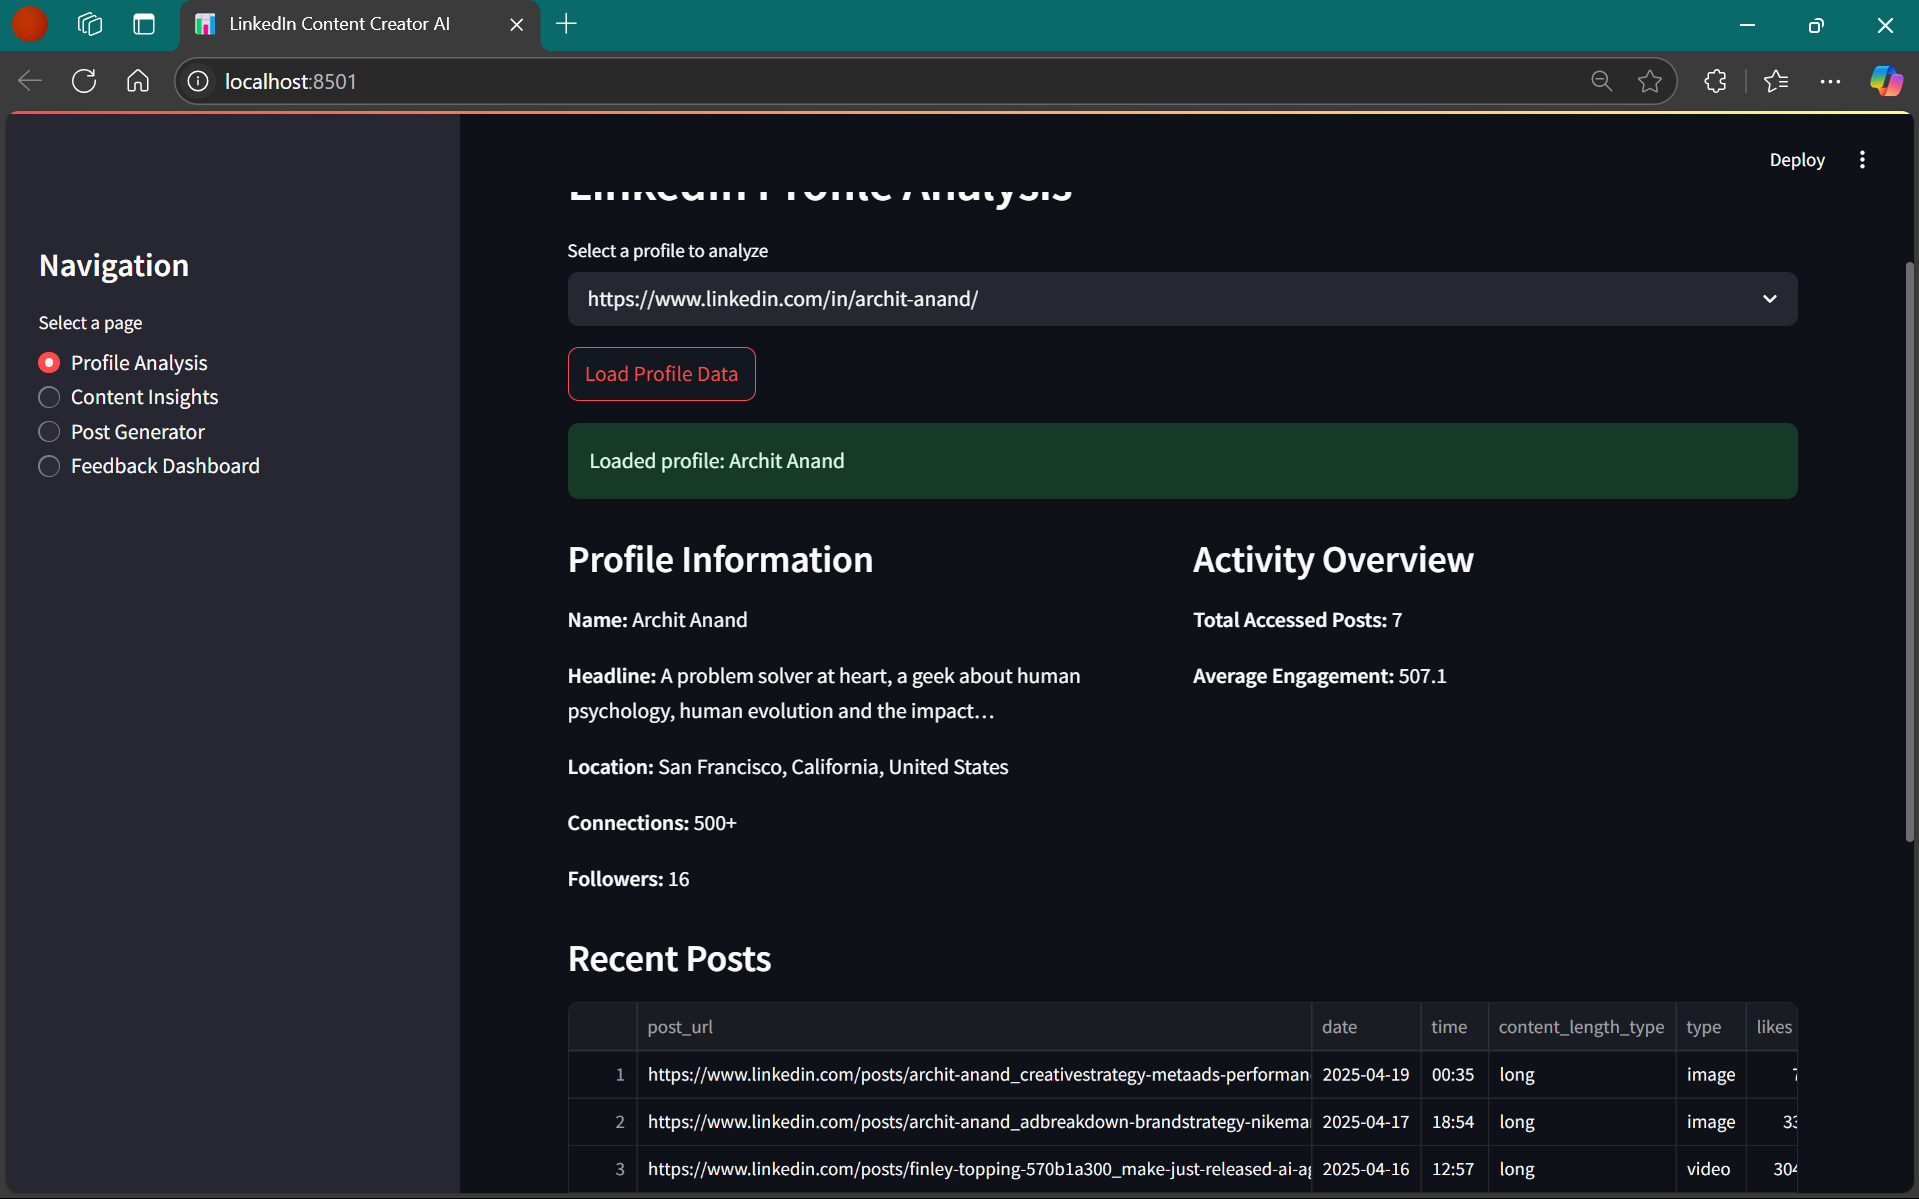 LinkedIn Content Creator AI
localhost:8501
Deploy
LinkedIn Profile Analysis
Navigation
Select a page
Profile Analysis
Content Insights
Post Generator
Feedback Dashboard
Select a profile to analyze
https://www.linkedin.com/in/archit-anand/
Load Profile Data
Loaded profile: Archit Anand
Profile Information
Name: Archit Anand
Headline: A problem solver at heart, a geek about human
psychology, human evolution and the impact…
Location: San Francisco, California, United States
Connections: 500+
Followers: 16
Activity Overview
Total Accessed Posts: 7
Average Engagement: 507.1
Recent Posts
post_url date time content_length_type type likes
1 https://www.linkedin.com/posts/archit-anand_creativestrategy-metaads-performan 2025-04-19 00:35 long image
2 https://www.linkedin.com/posts/archit-anand_adbreakdown-brandstrategy-nikema 2025-04-17 18:54 long image
3 https://www.linkedin.com/posts/finley-topping-570b1a300_make-just-released-ai-ag 2025-04-16 12:57 long video